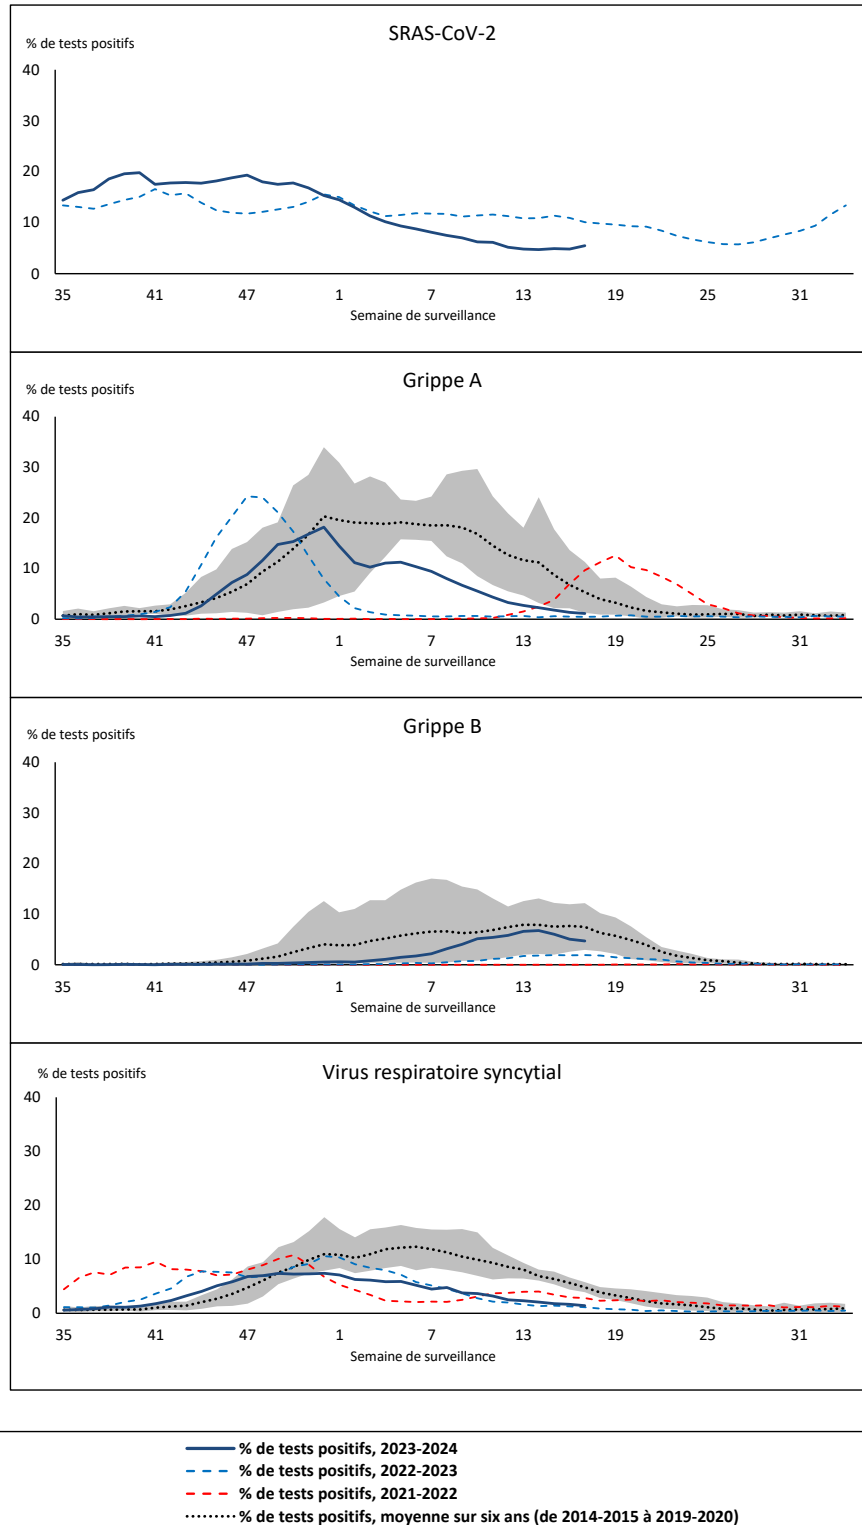 SRAS-CoV-2
% de tests positifs
40
30
20
10
0
35 41 47 1 7 13 19 25 31
Semaine de surveillance
Grippe A
% de tests positifs
40
30
20
10
0
35 41 47 1 7 13 19 25 31
Semaine de surveillance
Grippe B
% de tests positifs
40
30
20
10
0
35 41 47 1 7 13 19 25 31
Semaine de surveillance
Virus respiratoire syncytial
% de tests positifs
40
30
20
10
0
35 41 47 1 7 13 19 25 31
Semaine de surveillance
% de tests positifs, 2023-2024
% de tests positifs, 2022-2023
% de tests positifs, 2021-2022
% de tests positifs, moyenne sur six ans (de 2014-2015 à 2019-2020)